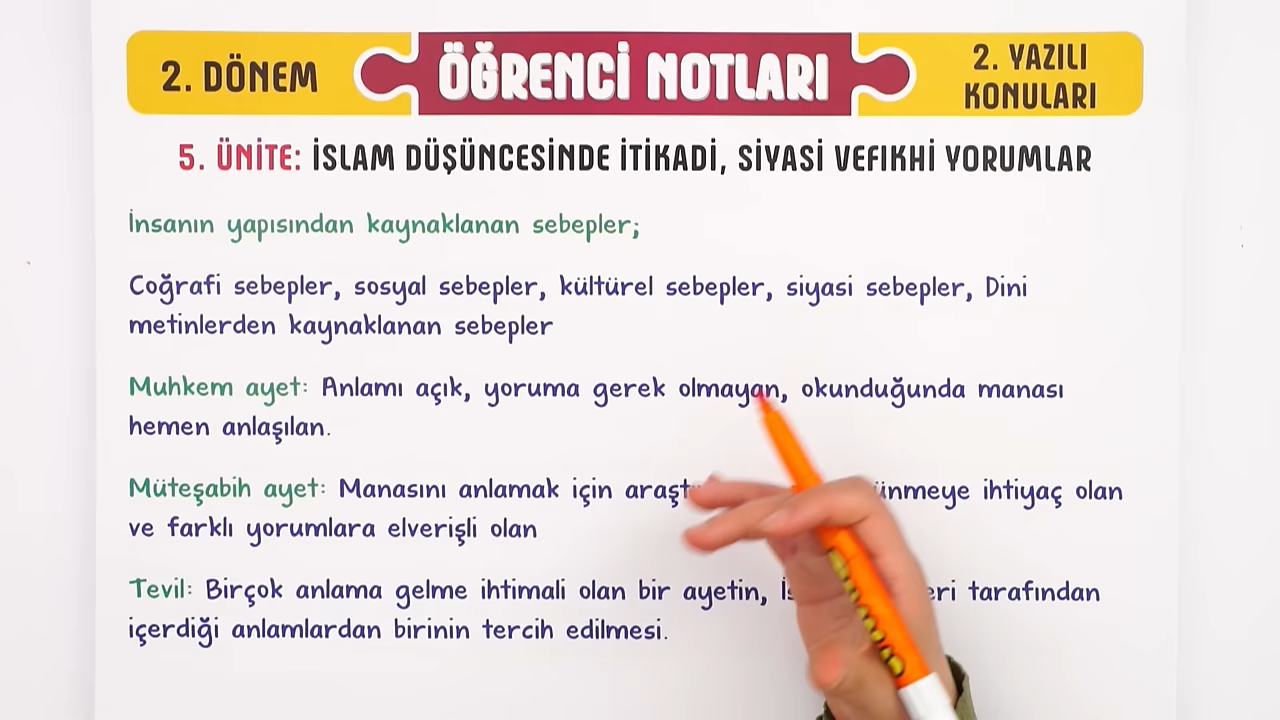 2. DÖNEM
ÖĞRENCİ NOTLARI
2. YAZILI
KONULARI
5. ÜNİTE: İSLAM DÜŞÜNCESİNDE İTİKADİ, SİYASİ VEFIKHİ YORUMLAR
İnsanın yapısından kaynaklanan sebepler;
Coğrafi sebepler, sosyal sebepler, kültürel sebepler, siyasi sebepler, Dini
metinlerden kaynaklanan sebepler
Muhkem ayet: Anlamı açık, yoruma gerek olmayan, okunduğunda manası
hemen anlaşılan.
Müteşabih ayet: Manasını anlamak için ihtiyaç olan
ve farklı yorumlara elverişli olan
Tevil: Birçok anlama gelme ihtimali olan bir ayetin, tarafından
içerdiği anlamlardan birinin tercih edilmesi.